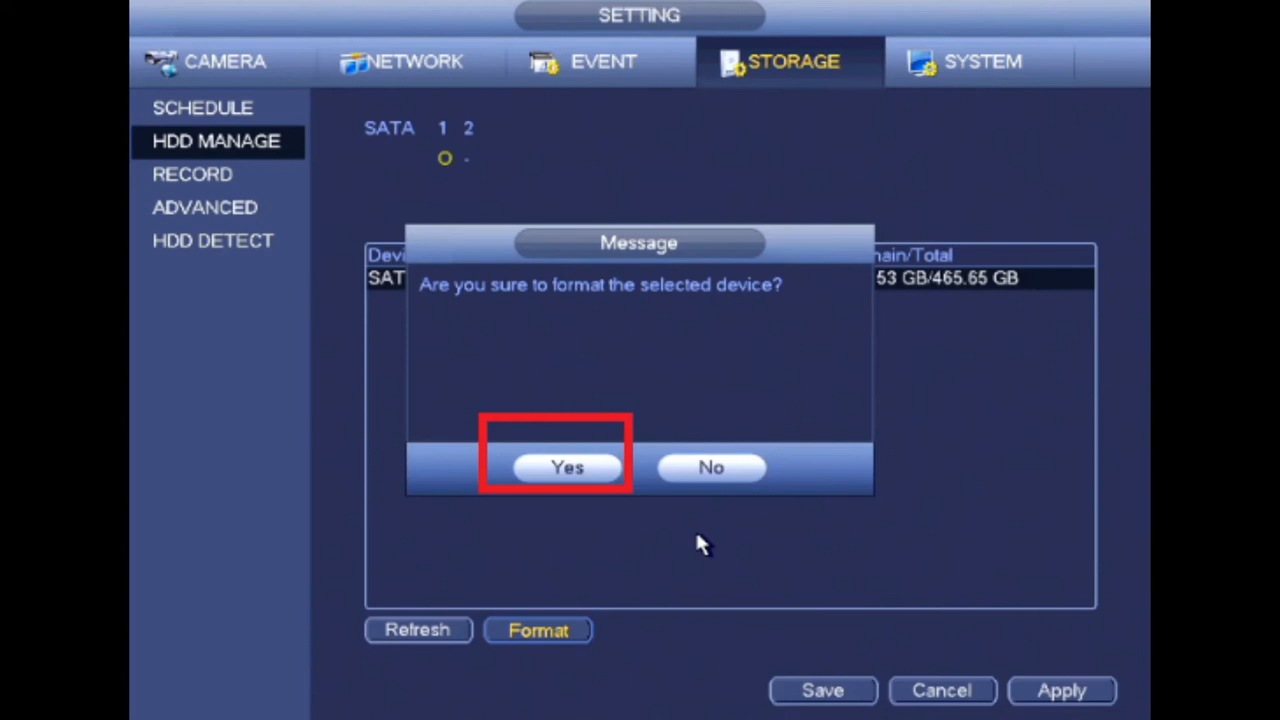 SETTING
CAMERA NETWORK EVENT STORAGE SYSTEM
SCHEDULE
HDD MANAGE
RECORD
ADVANCED
HDD DETECT
SATA 1 2
O -
Message
Are you sure to format the selected device?
53 GB/465.65 GB
Yes No
Refresh Format
Save Cancel Apply